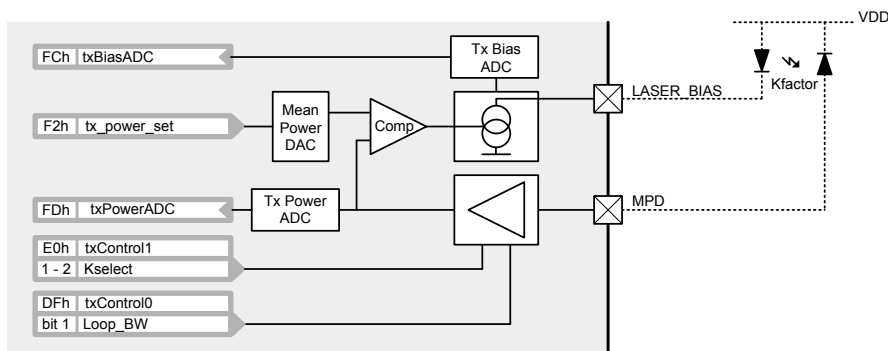 VDD
FCh txBiasADC
Tx Bias
ADC
Kfactor
LASER_BIAS
F2h tx_power_set
Mean
Power
DAC
Comp
FDh txPowerADC
Tx Power
ADC
MPD
E0h txControl1
1 - 2 Kselect
DFh txControl0
bit 1 Loop_BW